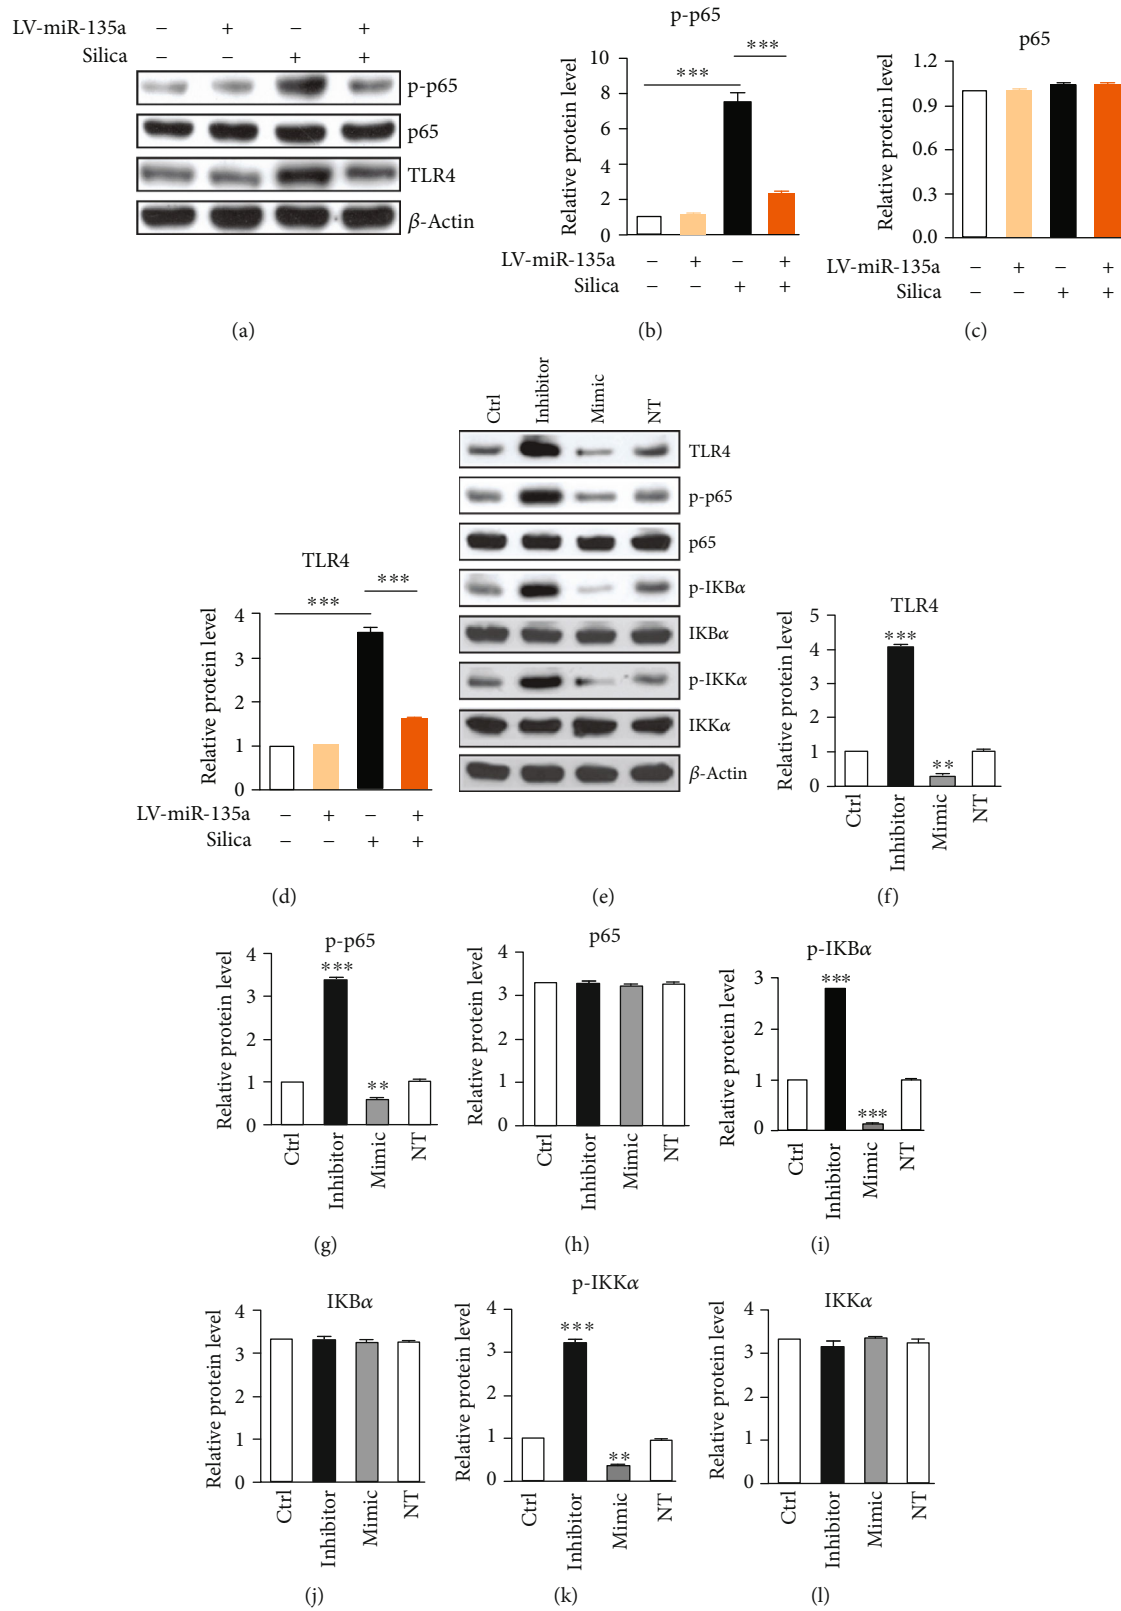 LV-miR-135a − + − +
Silica − − + +
p-p65
p65
TLR4
β-Actin
(a)
p-p65
***
***
Relative protein level
10
8
6
4
2
0
LV-miR-135a − + − +
Silica − − + +
(b)
p65
Relative protein level
1.2
0.9
0.6
0.3
0.0
LV-miR-135a − + − +
Silica − − + +
(c)
TLR4
***
***
Relative protein level
4
3
2
1
0
LV-miR-135a − + − +
Silica − − + +
(d)
Ctrl Inhibitor Mimic NT
TLR4
p-p65
p65
p-IKBα
IKBα
p-IKKα
IKKα
β-Actin
(e)
TLR4
***
**
Relative protein level
5
4
3
2
1
0
Ctrl Inhibitor Mimic NT
(f)
p-p65
***
**
Relative protein level
4
3
2
1
0
Ctrl Inhibitor Mimic NT
(g)
p65
Relative protein level
4
3
2
1
0
Ctrl Inhibitor Mimic NT
(h)
p-IKBα
***
***
Relative protein level
3
2
1
0
Ctrl Inhibitor Mimic NT
(i)
IKBα
Relative protein level
4
3
2
1
0
Ctrl Inhibitor Mimic NT
(j)
p-IKKα
***
**
Relative protein level
4
3
2
1
0
Ctrl Inhibitor Mimic NT
(k)
IKKα
Relative protein level
4
3
2
1
0
Ctrl Inhibitor Mimic NT
(l)